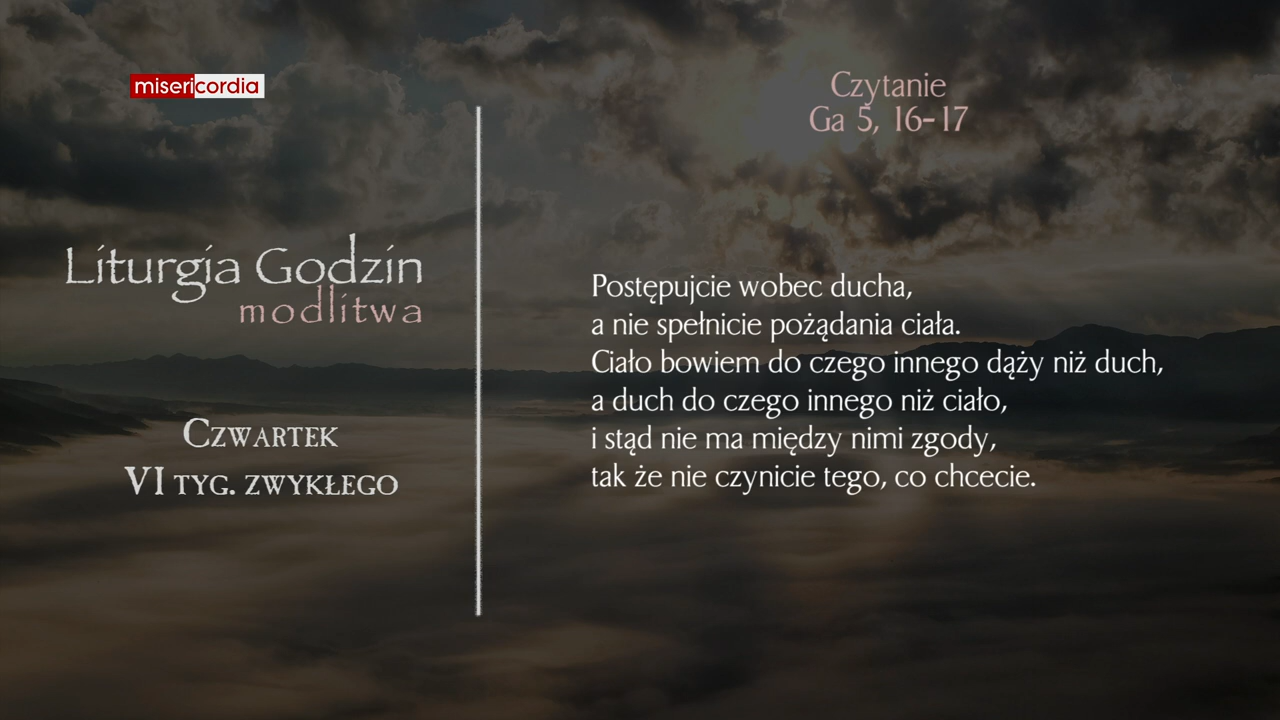 misericordia
Liturgia Godzin
modlitwa
Czwartek
VI tyg. zwykłego
Czytanie
Ga 5, 16-17
Postępujcie wobec ducha,
a nie spełnicie pożądania ciała.
Ciało bowiem do czego innego dąży niż duch,
a duch do czego innego niż ciało,
i stąd nie ma między nimi zgody,
tak że nie czynicie tego, co chcecie.